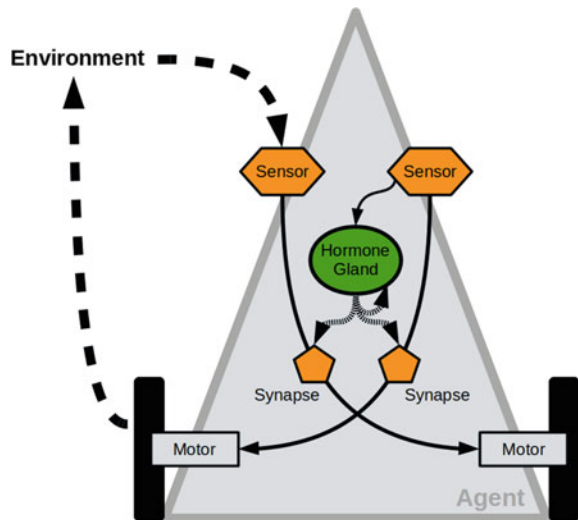 Environment
Sensor
Sensor
Hormone
Gland
Synapse
Synapse
Motor
Motor
Agent